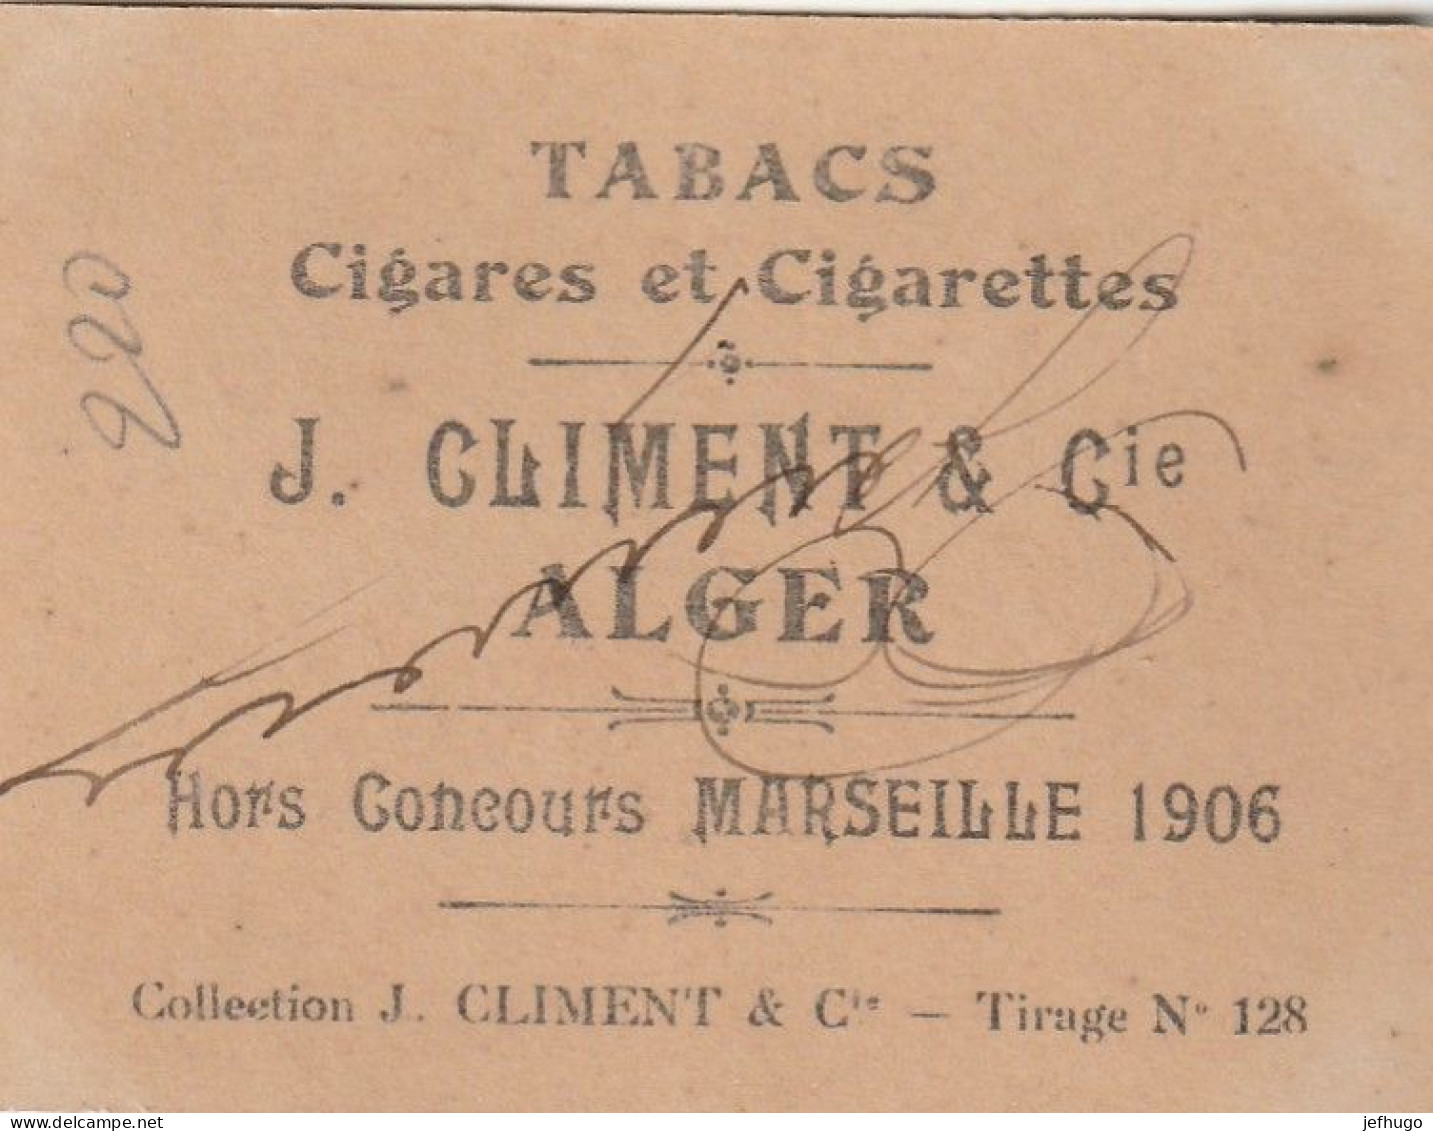 TABACS
Cigares et Cigarettes
J. CLIMENT & Cie
ALGER
Hors Concours MARSEILLE 1906
Collection J. CLIMENT & Cie — Tirage No 128
220
delcampe.net
jefhugo